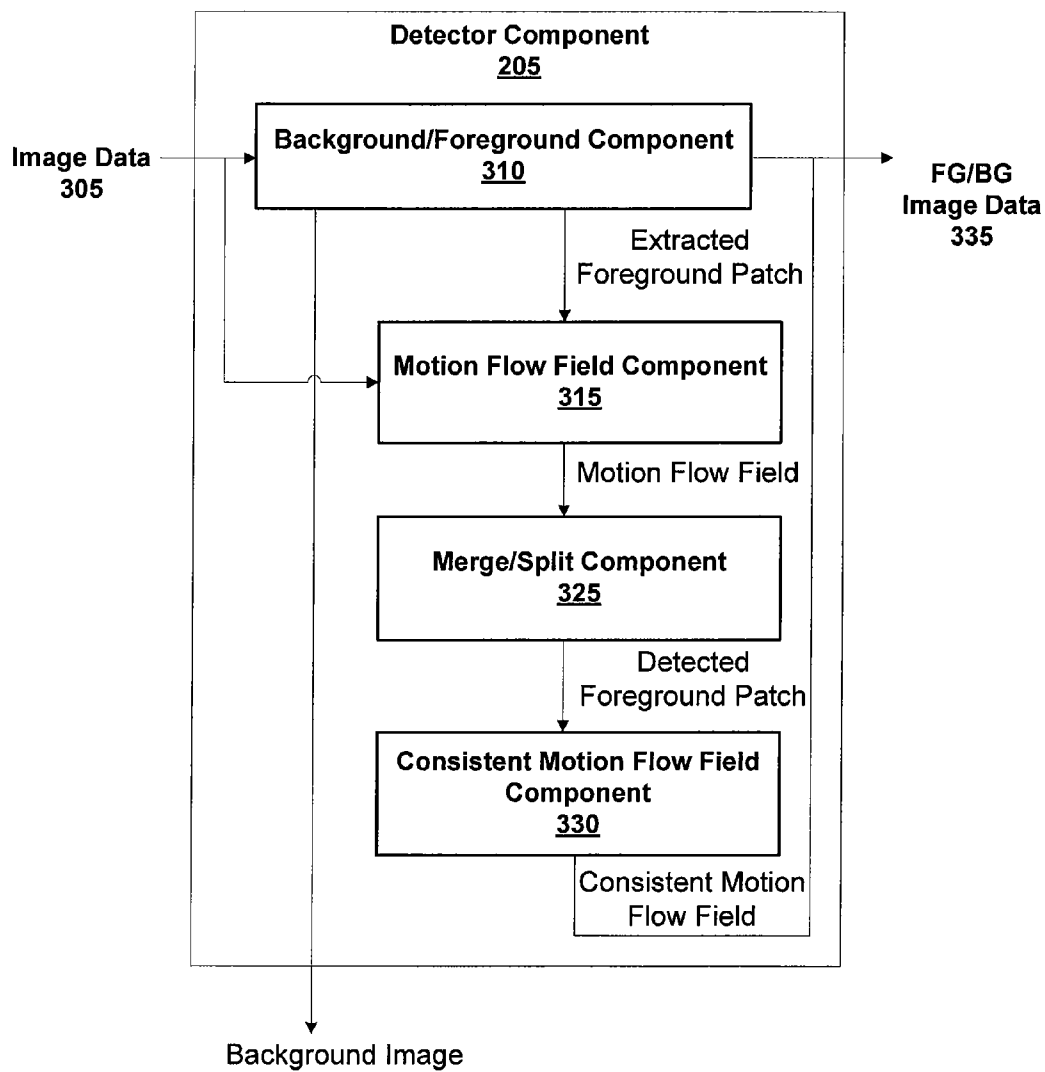 Detector Component
205
Background/Foreground Component
310
Image Data
305
FG/BG
Image Data
335
Extracted
Foreground Patch
Motion Flow Field Component
315
Motion Flow Field
Merge/Split Component
325
Detected
Foreground Patch
Consistent Motion Flow Field
Component
330
Consistent Motion
Flow Field
Background Image